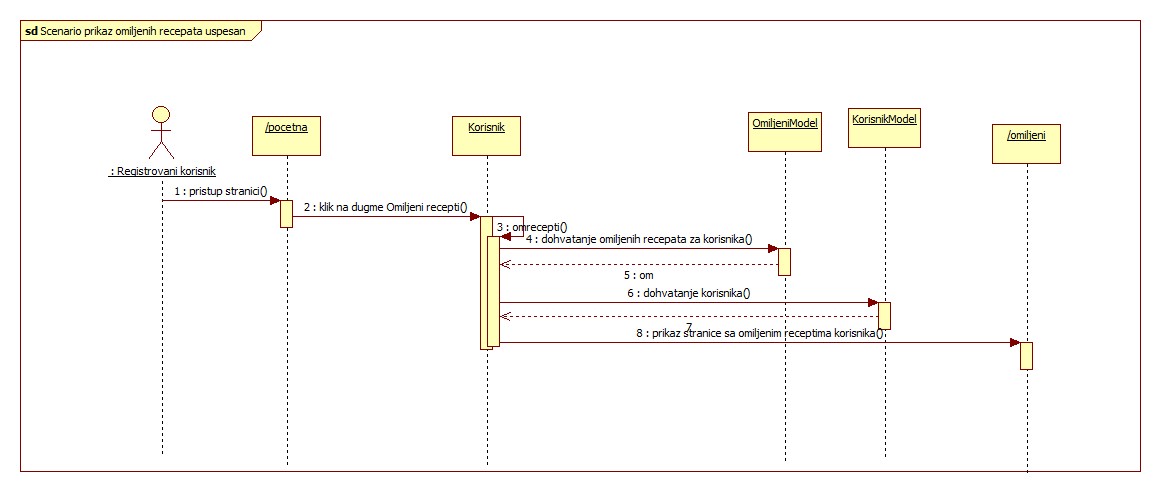 sd Scenario prikaz omiljenih recepata uspesan
: Registrovani korisnik
/pocetna
Korisnik
OmiljeniModel
KorisnikModel
/omiljeni
1 : pristup stranici()
2 : klik na dugme Omiljeni recepti()
3 : omrecepti()
4 : dohvatanje omiljenih recepata za korisnika()
5 : om
6 : dohvatanje korisnika()
7
8 : prikaz stranice sa omiljenim receptima korisnika()